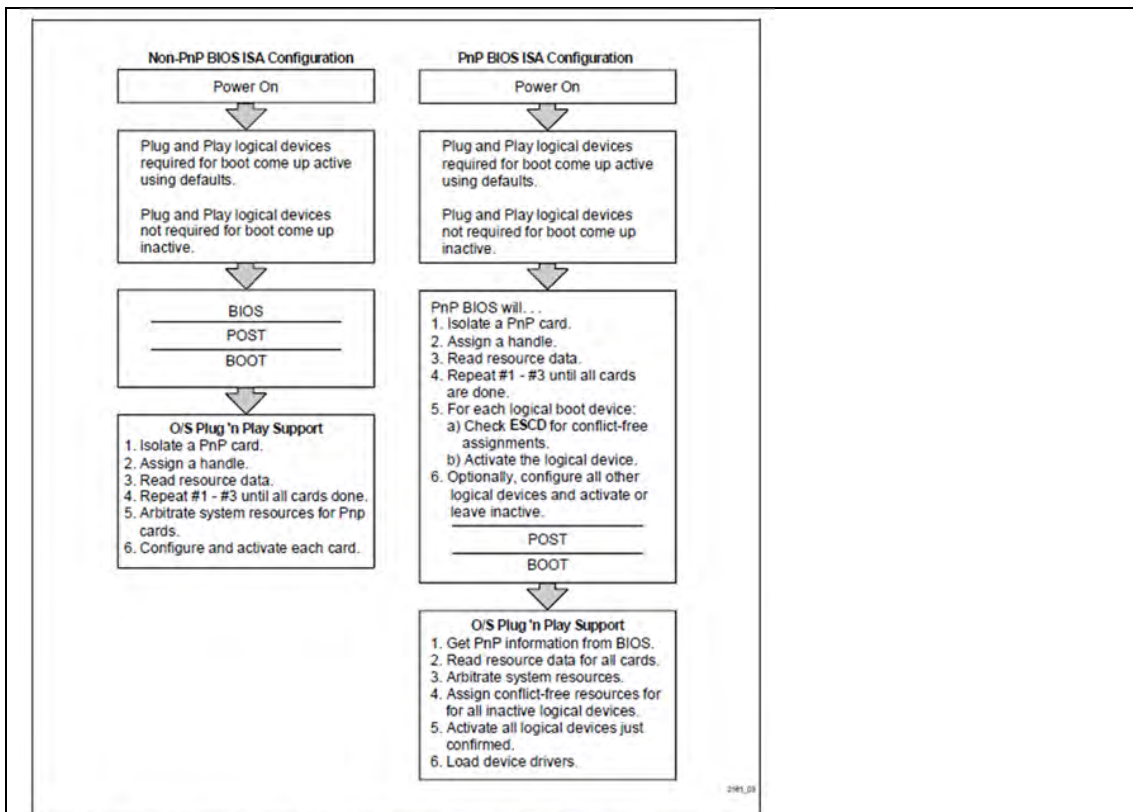 Non-PnP BIOS ISA Configuration
Power On
Plug and Play logical devices
required for boot come up active
using defaults.
Plug and Play logical devices
not required for boot come up
inactive.
BIOS
POST
BOOT
O/S Plug 'n Play Support
1. Isolate a PnP card.
2. Assign a handle.
3. Read resource data.
4. Repeat #1 - #3 until all cards done.
5. Arbitrate system resources for Pnp
cards.
6. Configure and activate each card.
PnP BIOS ISA Configuration
Power On
Plug and Play logical devices
required for boot come up active
using defaults.
Plug and Play logical devices
not required for boot come up
inactive.
PnP BIOS will. . .
1. Isolate a PnP card.
2. Assign a handle.
3. Read resource data.
4. Repeat #1 - #3 until all cards
are done.
5. For each logical boot device:
a) Check ESCD for conflict-free
assignments.
b) Activate the logical device.
6. Optionally, configure all other
logical devices and activate or
leave inactive.
POST
BOOT
O/S Plug 'n Play Support
1. Get PnP information from BIOS.
2. Read resource data for all cards.
3. Arbitrate system resources.
4. Assign conflict-free resources for
for all inactive logical devices.
5. Activate all logical devices just
confirmed.
6. Load device drivers.